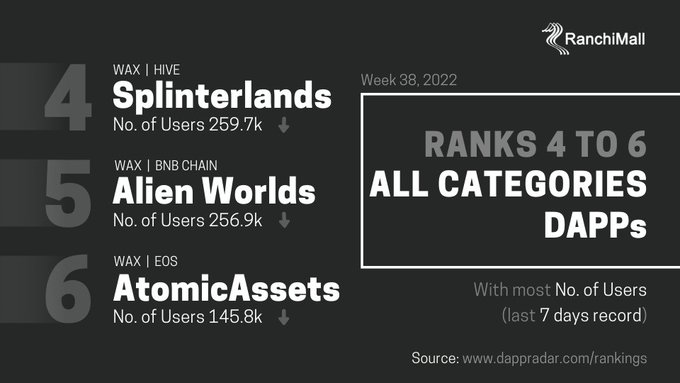 RanchiMall
4
WAX | HIVE
Splinterlands
No. of Users 259.7k
5
WAX | BNB CHAIN
Alien Worlds
No. of Users 256.9k
6
WAX | EOS
AtomicAssets
No. of Users 145.8k
Week 38, 2022
RANKS 4 TO 6
ALL CATEGORIES
DAPPs
With most No. of Users
(last 7 days record)
Source: www.dappradar.com/rankings